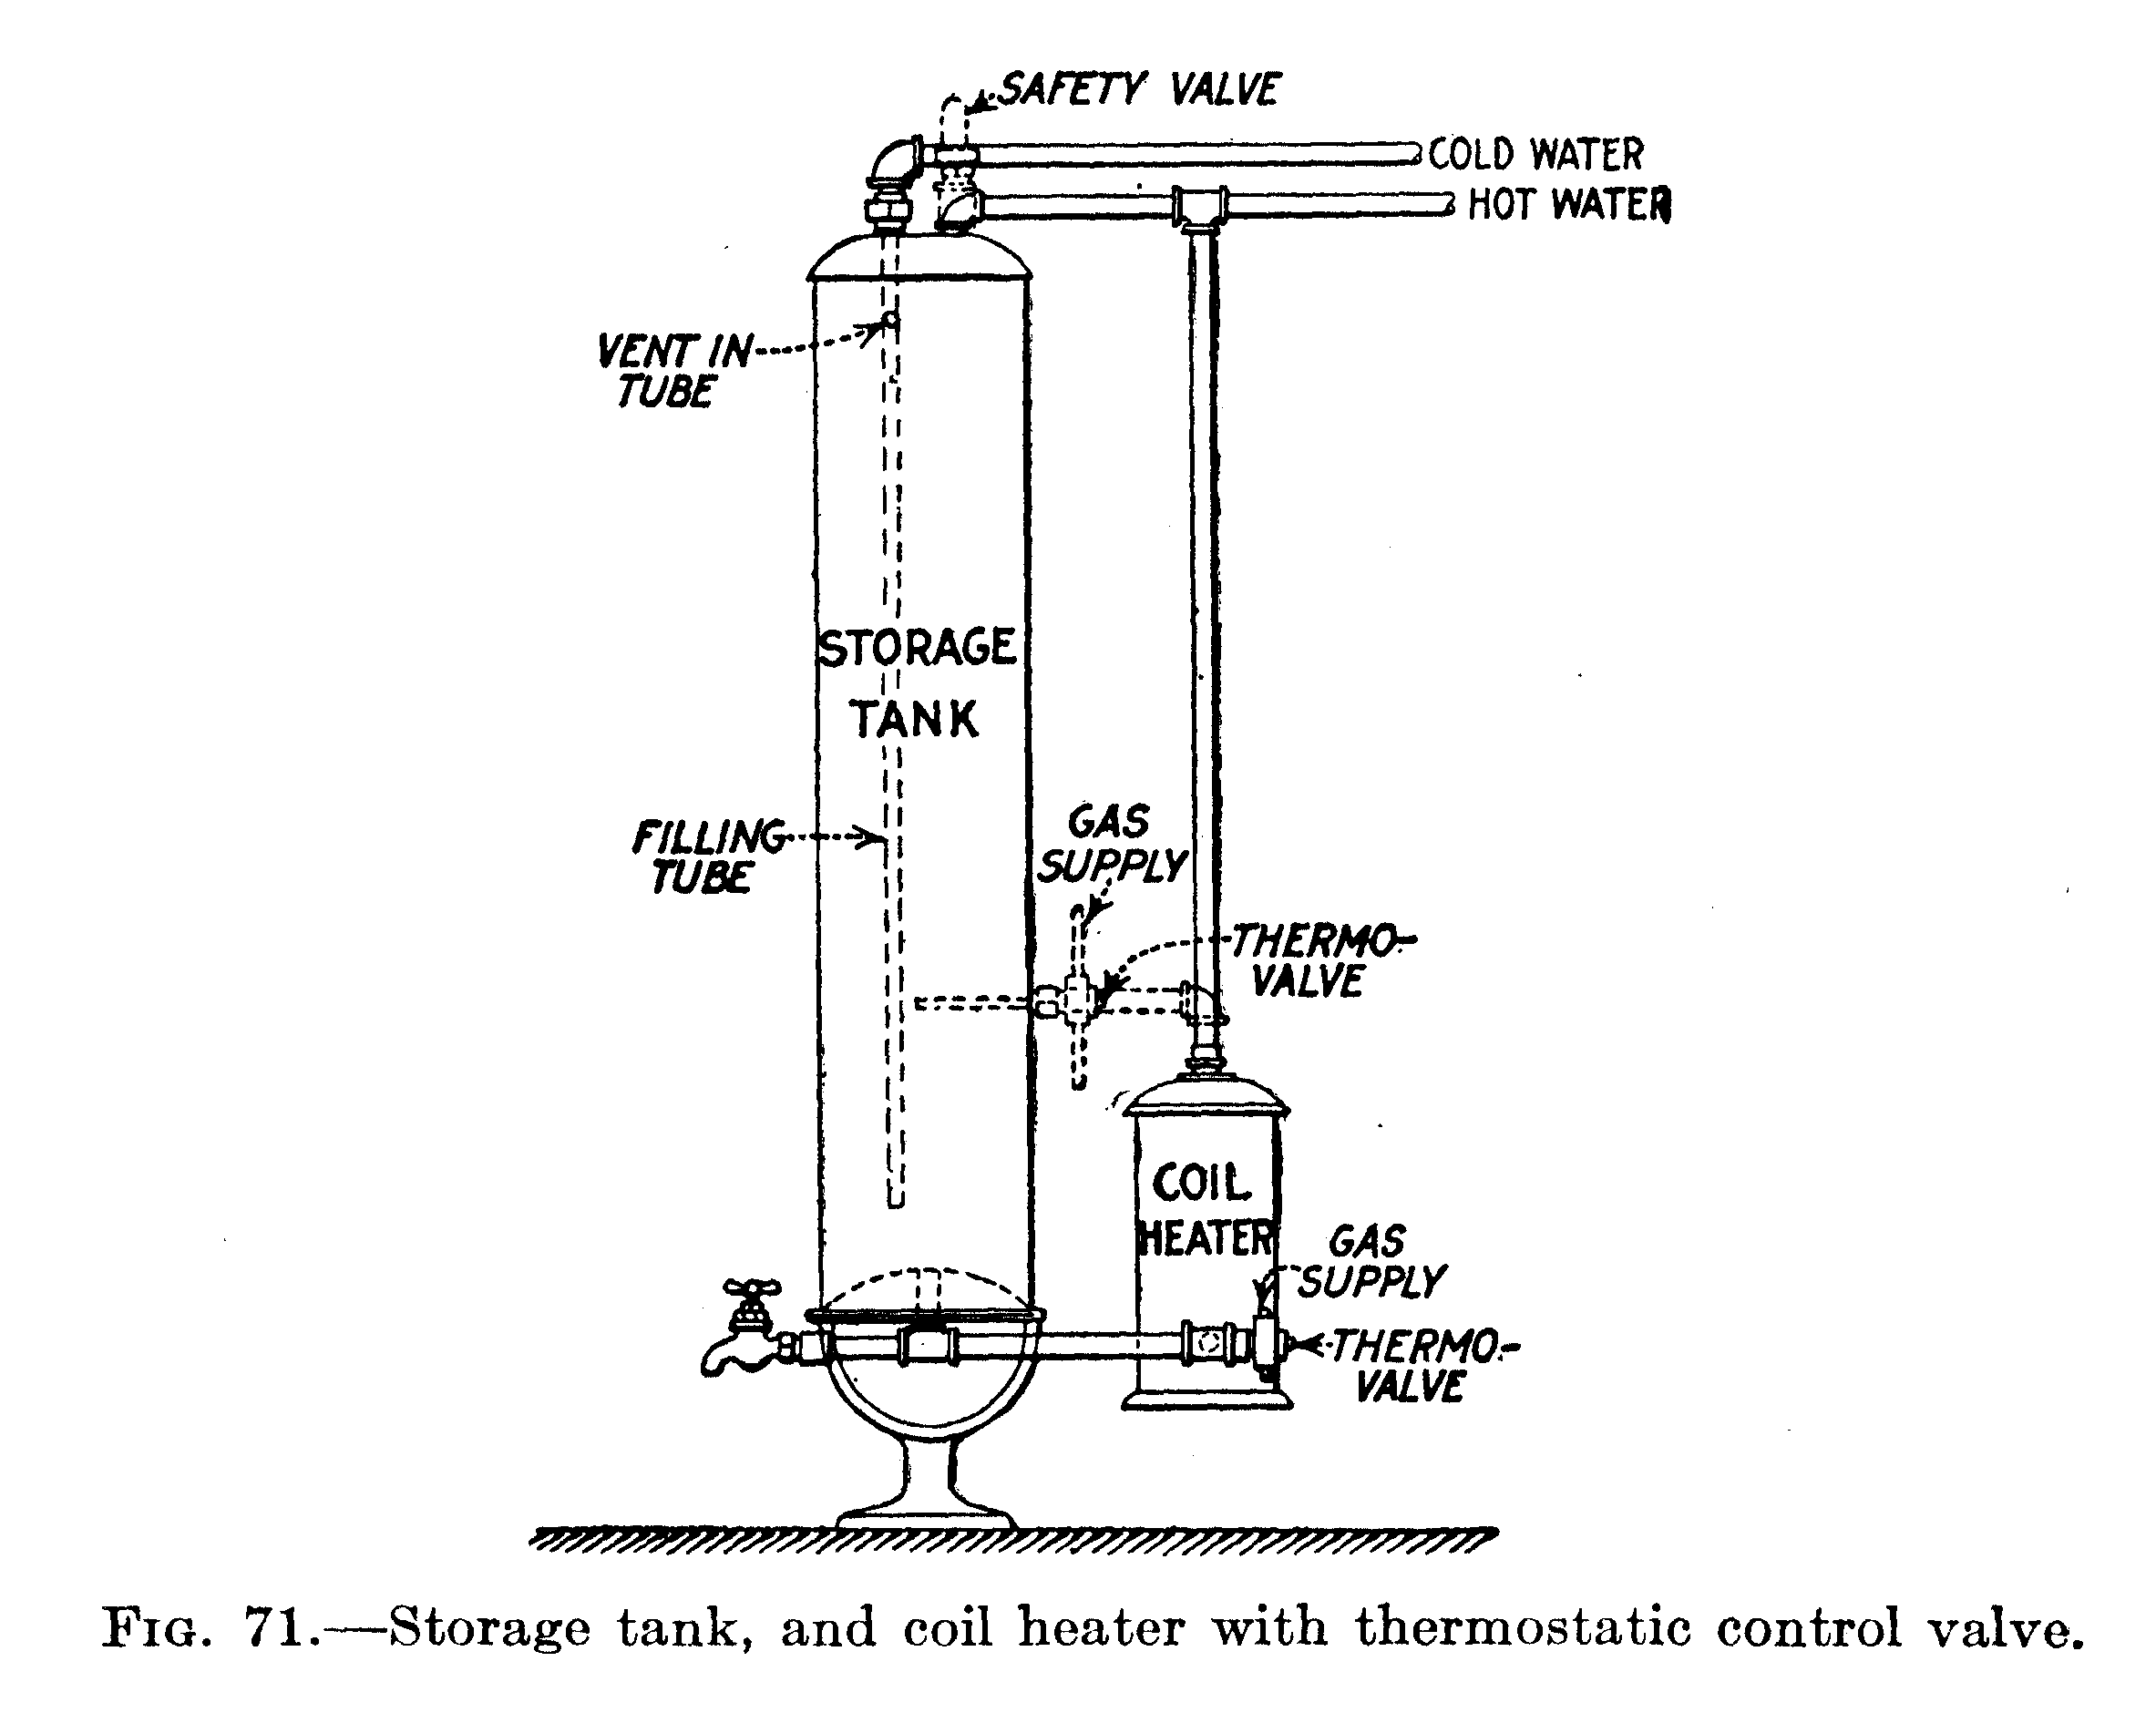 SAFETY VALVE
COLD WATER
HOT WATER
VENT IN
TUBE
STORAGE
TANK
FILLING
TUBE
GAS
SUPPLY
THERMO-
VALVE
COIL
HEATER
GAS
SUPPLY
THERMO-
VALVE
FIG. 71.—Storage tank, and coil heater with thermostatic control valve.